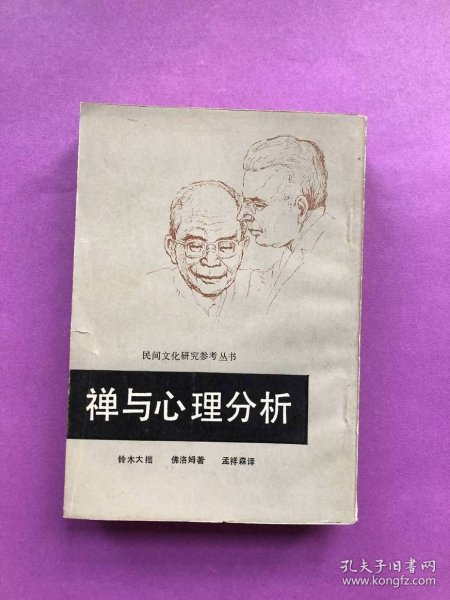 民间文化研究参考丛书
禅与心理分析
铃木大拙 佛洛姆著 孟祥森译
孔夫子旧书网
www.kongfz.com